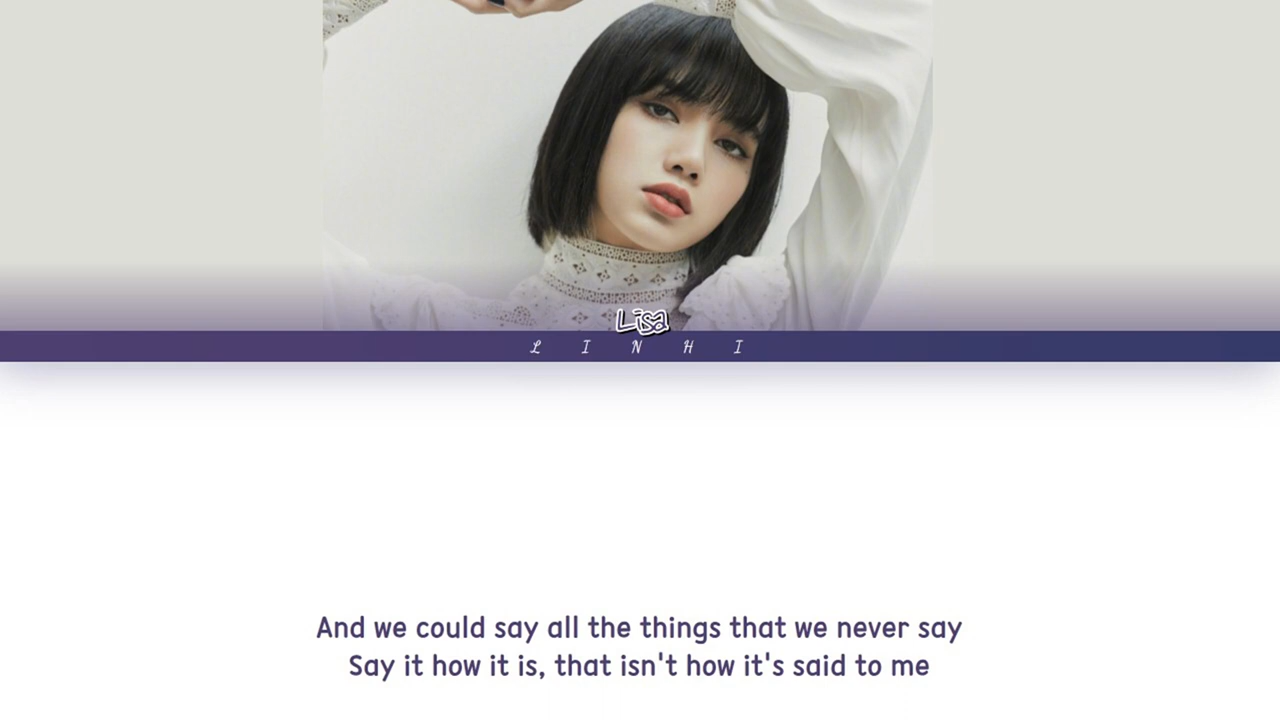 Lisa
LINHI
And we could say all the things that we never say
Say it how it is, that isn't how it's said to me